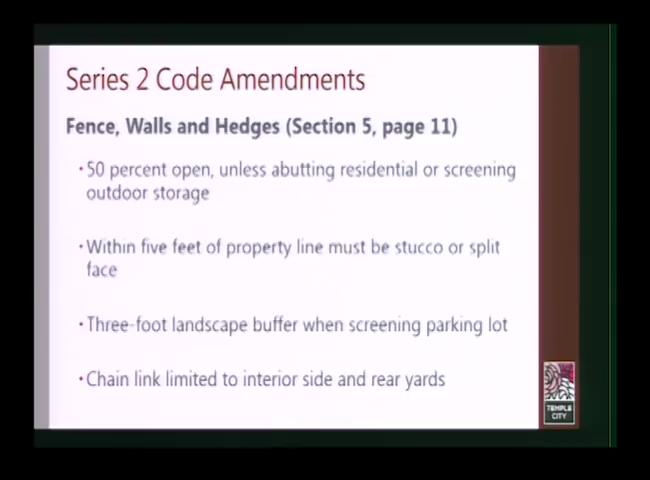 Series 2 Code Amendments
Fence, Walls and Hedges (Section 5, page 11)
•50 percent open, unless abutting residential or screening
outdoor storage
•Within five feet of property line must be stucco or split
face
•Three-foot landscape buffer when screening parking lot
•Chain link limited to interior side and rear yards
TEMPLE
CITY